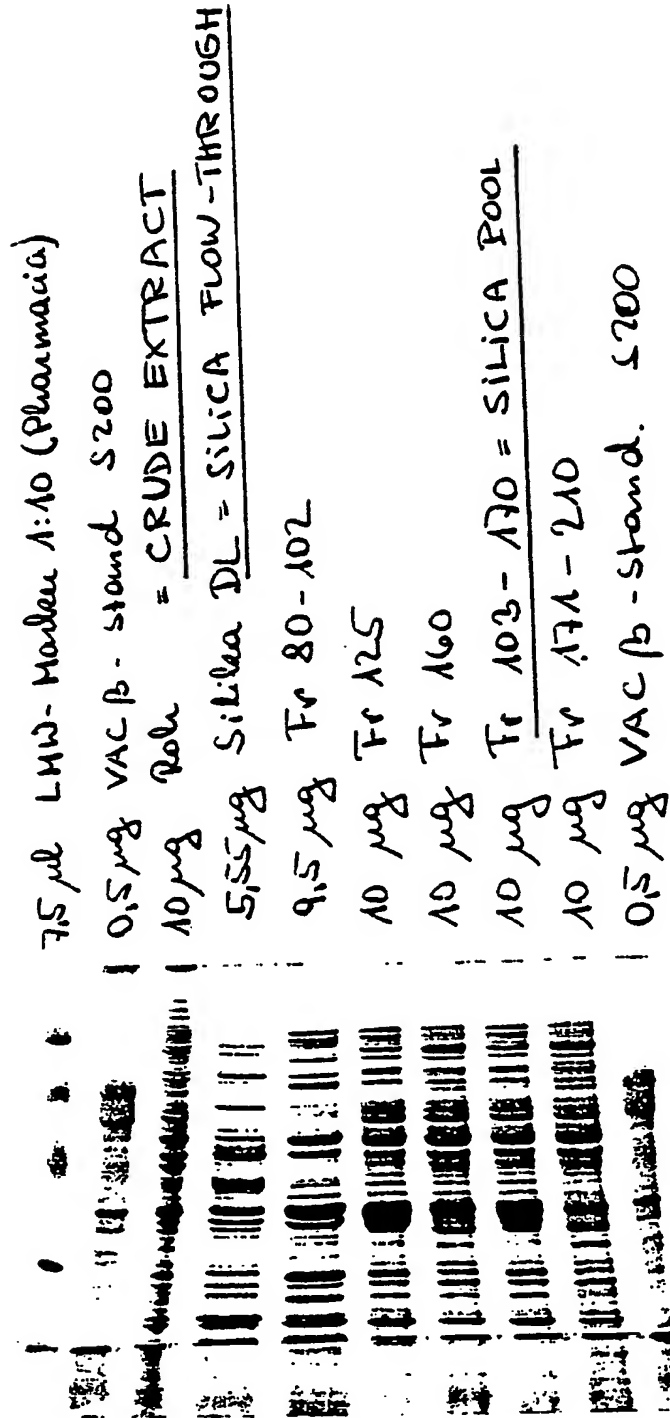 7,5 µl LMW-Marker 1:10 (Pharmacia)
0,5 µg VAC β - stand S200
10 µg Roh = CRUDE EXTRACT
5,55 µg Silika DL = SILICA FLOW-THROUGH
9,5 µg Fr 80-102
10 µg Fr 125
10 µg Fr 160
10 µg Fr 103-170 = SILICA POOL
10 µg Fr 171-210
0,5 µg VAC β - stand. S200